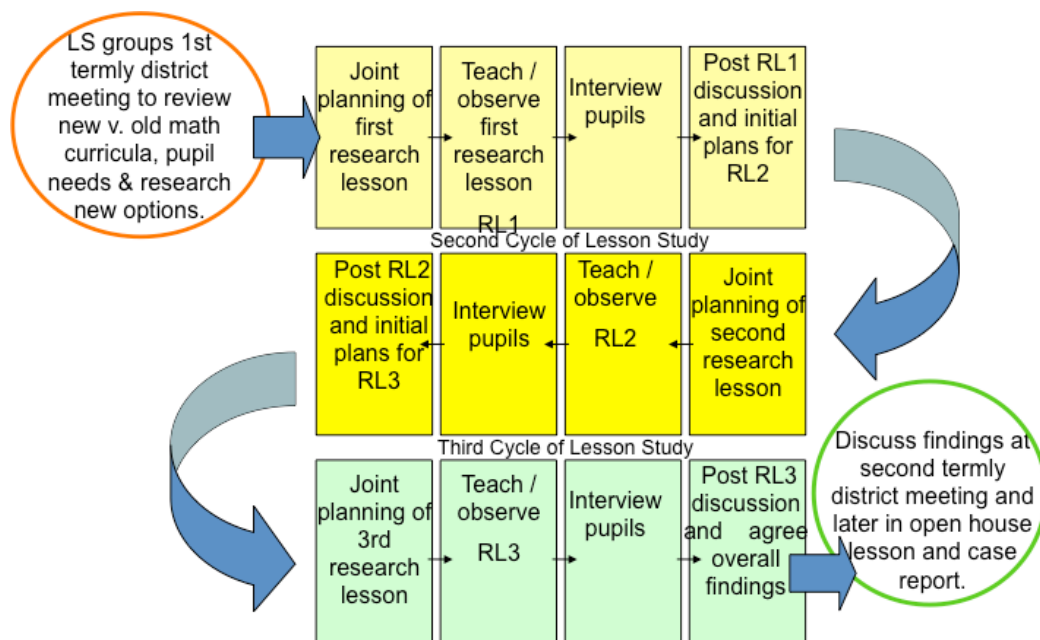 LS groups 1st
termly district
meeting to review
new v. old math
curricula, pupil
needs & research
new options.
Joint
planning of
first
research
lesson
Teach /
observe
first
research
lesson
RL1
Interview
pupils
Post RL1
discussion
and initial
plans for
RL2
Second Cycle of Lesson Study
Joint
planning of
second
research
lesson
Teach /
observe
RL2
Interview
pupils
Post RL2
discussion
and initial
plans for
RL3
Third Cycle of Lesson Study
Joint
planning of
3rd
research
lesson
Teach /
observe
RL3
Interview
pupils
Post RL3
discussion
and agree
overall
findings
Discuss findings at
second termly
district meeting and
later in open house
lesson and case
report.